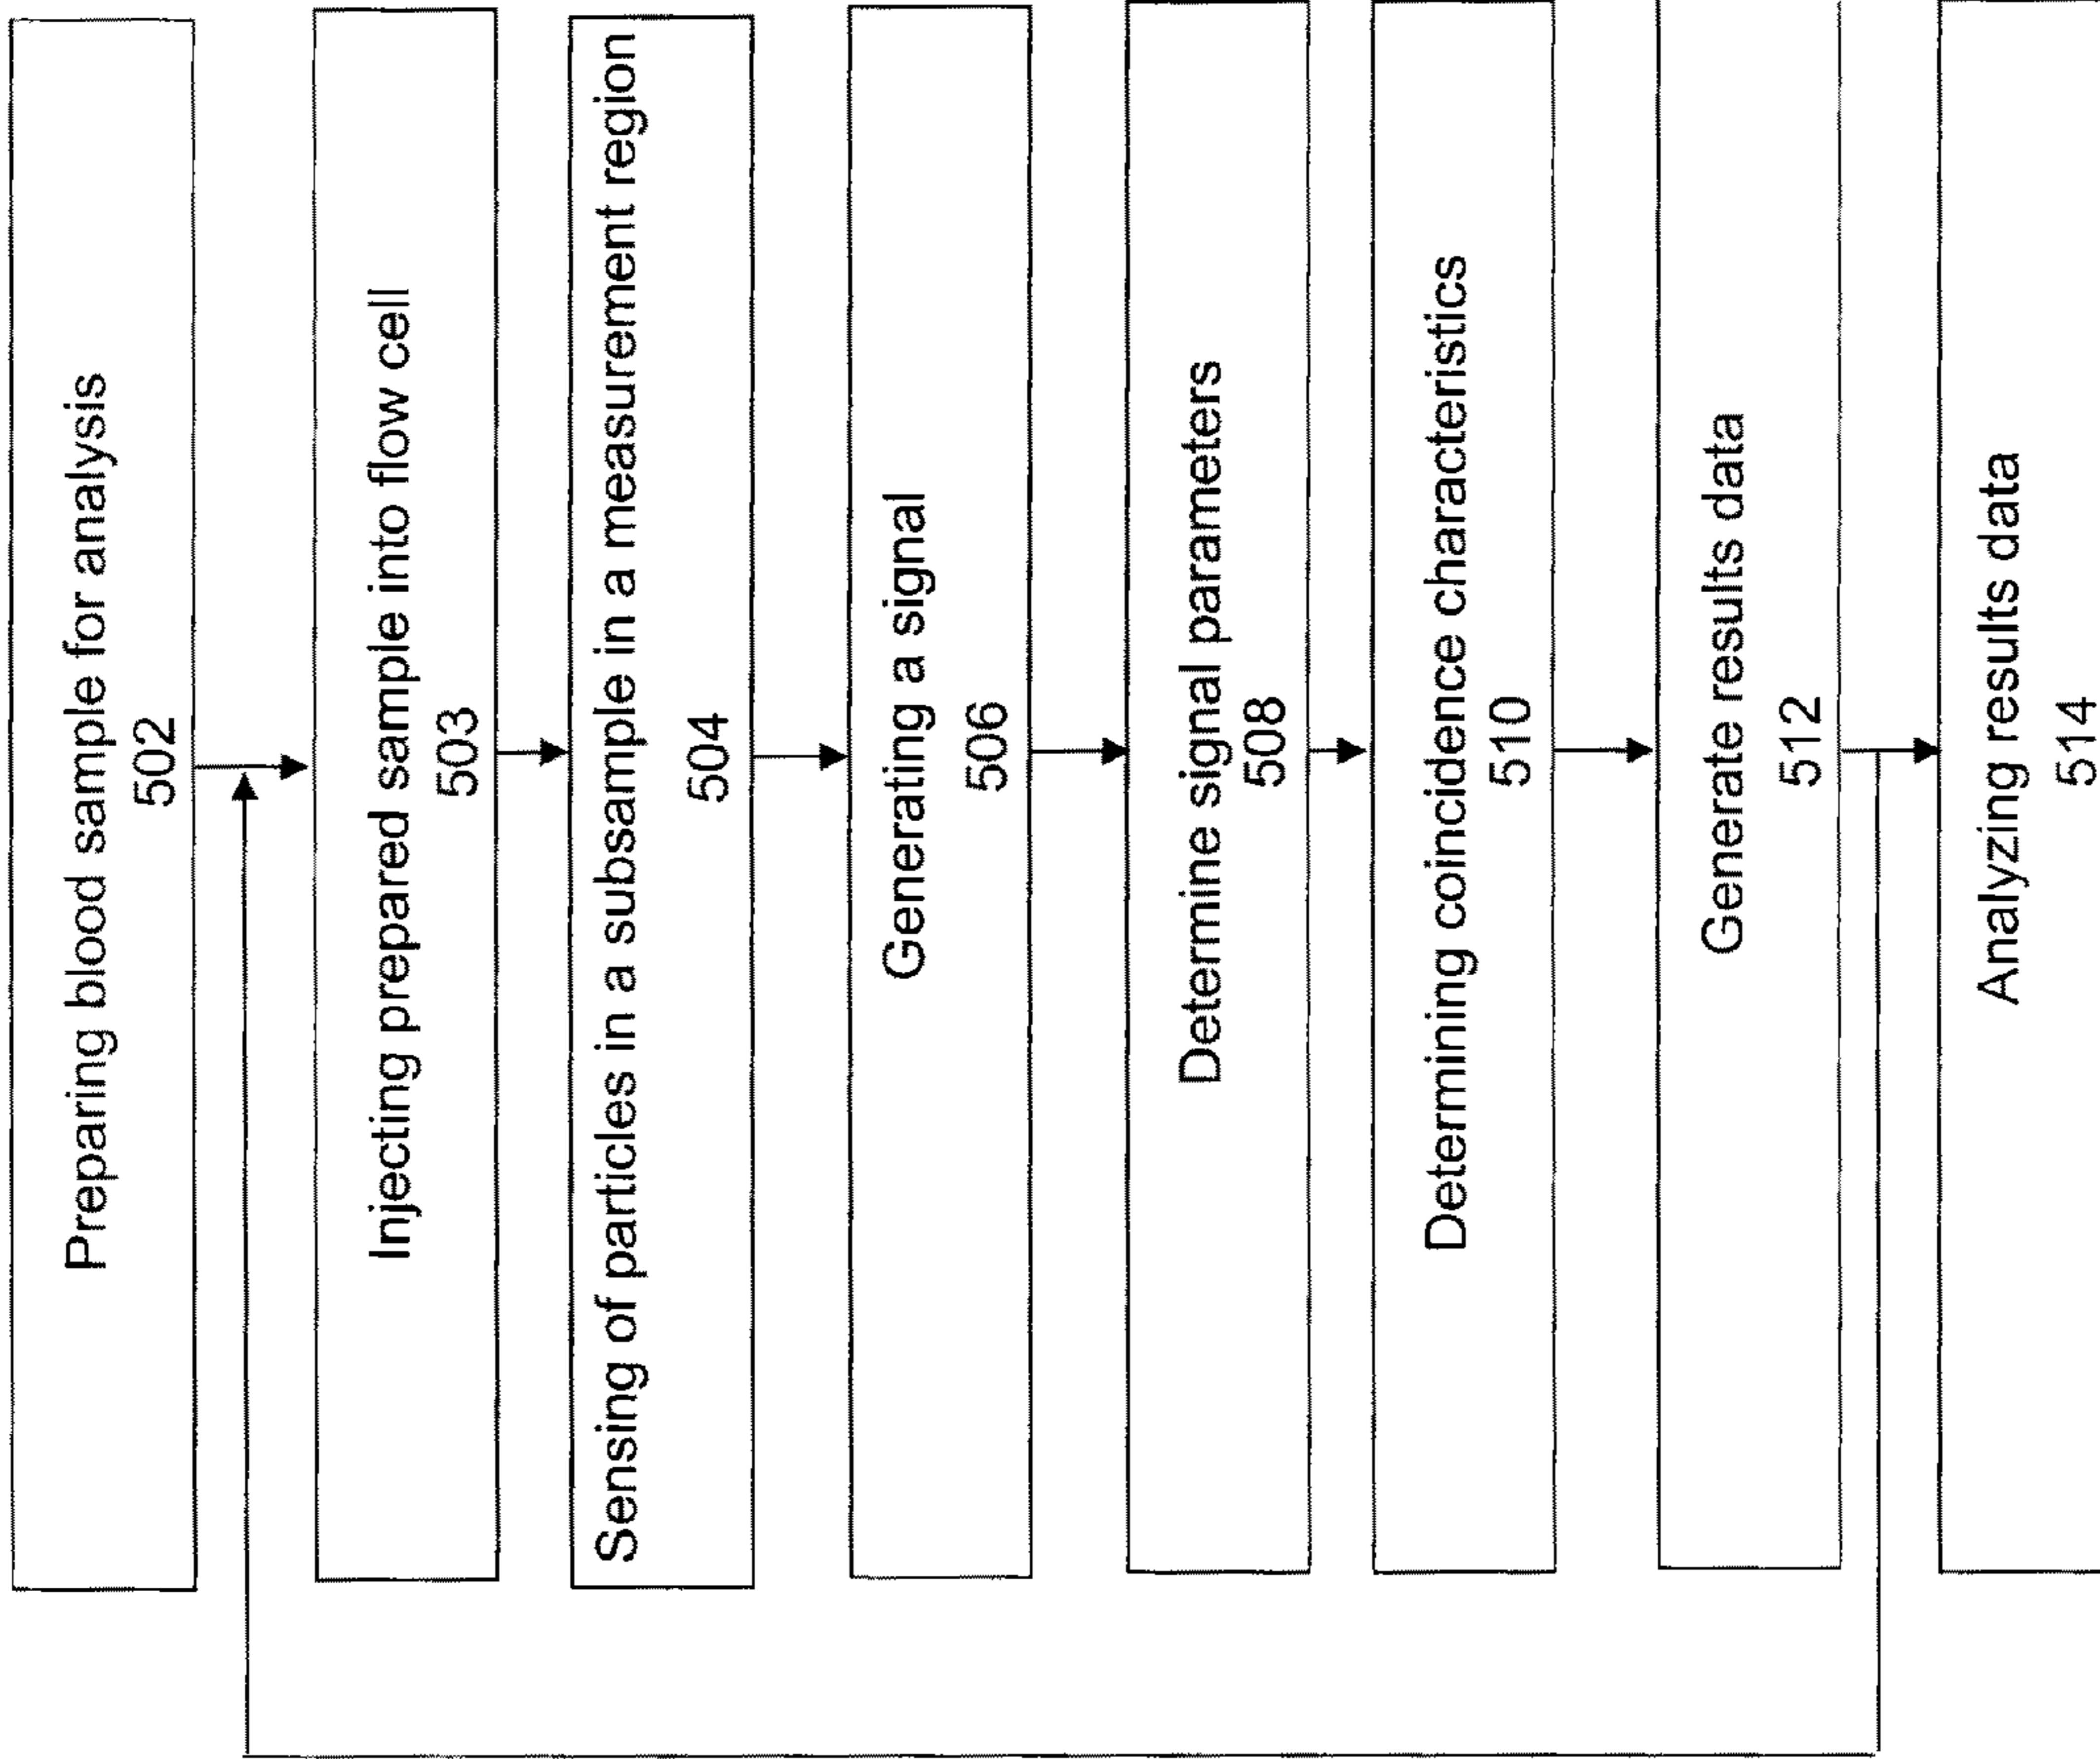 Preparing blood sample for analysis
502
Injecting prepared sample into flow cell
503
Sensing of particles in a subsample in a measurement region
504
Generating a signal
506
Determine signal parameters
508
Determining coincidence characteristics
510
Generate results data
512
Analyzing results data
514